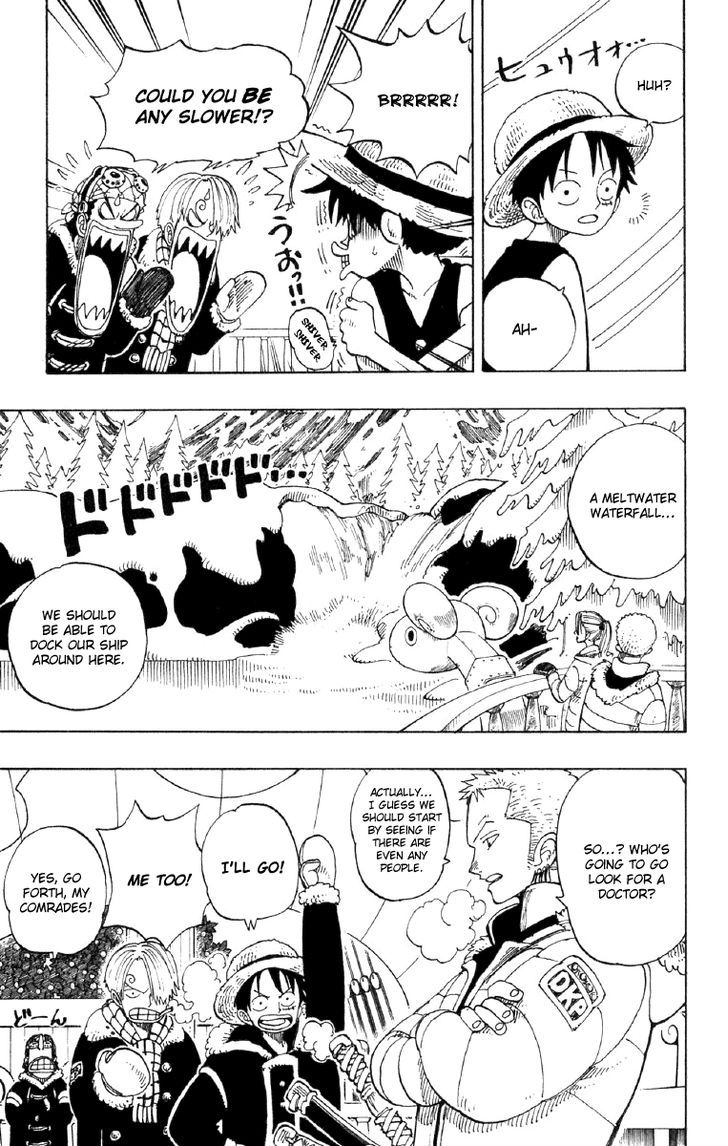 ヒュウオオ…
HUH?
AH-
BRRRRR!
うおっ!!
SHIVER
SHIVER
COULD YOU BE
ANY SLOWER!?
A MELTWATER
WATERFALL...
ドドドドドド…
WE SHOULD
BE ABLE TO
DOCK OUR SHIP
AROUND HERE.
SO...? WHO'S
GOING TO GO
LOOK FOR A
DOCTOR?
ACTUALLY...
I GUESS WE
SHOULD START
BY SEEING IF
THERE ARE
EVEN ANY
PEOPLE.
DKP
I'LL GO!
ME TOO!
YES, GO
FORTH, MY
COMRADES!
どーん